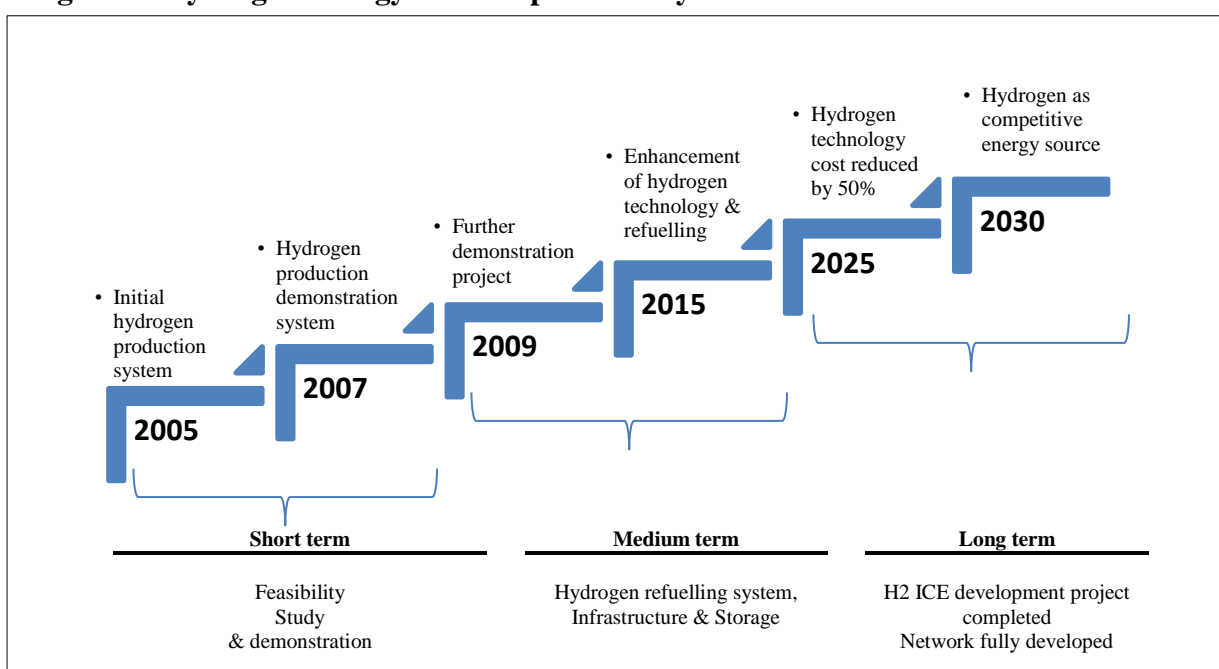 • Initial
hydrogen
production
system
2005
• Hydrogen
production
demonstration
system
2007
• Further
demonstration
project
2009
• Enhancement
of hydrogen
technology &
refuelling
2015
• Hydrogen
technology
cost reduced
by 50%
2025
• Hydrogen as
competitive
energy source
2030
Short term
Feasibility
Study
& demonstration
Medium term
Hydrogen refuelling system,
Infrastructure & Storage
Long term
H2 ICE development project
completed
Network fully developed